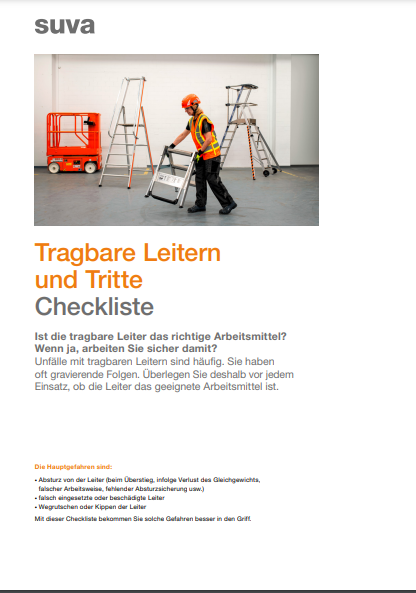 suva
Tragbare Leitern
und Tritte
Checkliste
Ist die tragbare Leiter das richtige Arbeitsmittel?
Wenn ja, arbeiten Sie sicher damit?
Unfälle mit tragbaren Leitern sind häufig. Sie haben
oft gravierende Folgen. Überlegen Sie deshalb vor jedem
Einsatz, ob die Leiter das geeignete Arbeitsmittel ist.
Die Hauptgefahren sind:
• Absturz von der Leiter (beim Überstieg, infolge Verlust des Gleichgewichts,
falscher Arbeitsweise, fehlender Absturzsicherung usw.)
• falsch eingesetzte oder beschädigte Leiter
• Wegrutschen oder Kippen der Leiter
Mit dieser Checkliste bekommen Sie solche Gefahren besser in den Griff.